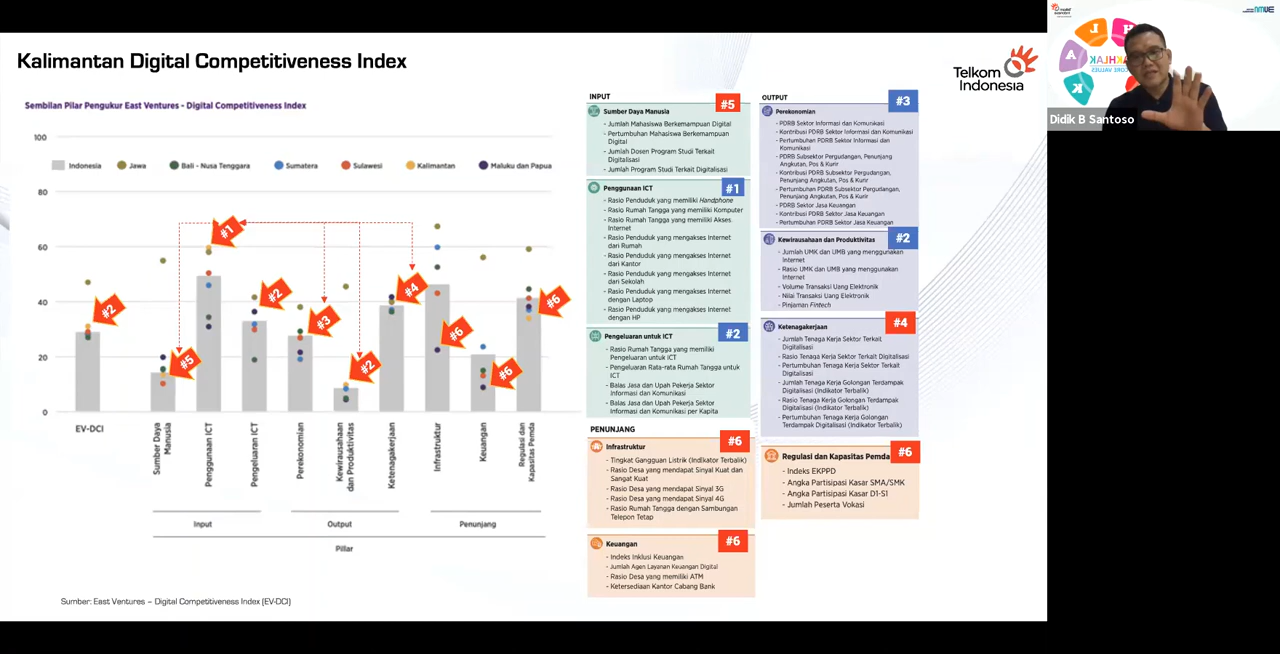 Kalimantan Digital Competitiveness Index
Telkom
Indonesia
Sembilan Pilar Pengukur East Ventures - Digital Competitiveness Index
100
Indonesia
Jawa
Bali - Nusa Tenggara
Sumatera
Sulawesi
Kalimantan
Maluku dan Papua
80
60
40
20
0
#2
#5
#1
#2
#3
#2
#4
#6
#6
#6
EV-DCI
Sumber Daya
Manusia
Penggunaan ICT
Pengeluaran ICT
Perekonomian
Kewirausahaan
dan Produktivitas
Ketenagakerjaan
Infrastruktur
Keuangan
Regulasi dan
Kapasitas Pemda
Input
Output
Penunjang
Pillar
Sumber: East Ventures – Digital Competitiveness Index (EV-DCI)
INPUT
#5
Sumber Daya Manusia
- Jumlah Mahasiswa Berkemampuan Digital
- Pertumbuhan Mahasiswa Berkemampuan
Digital
- Jumlah Dosen Program Studi Terkait
Digitalisasi
- Jumlah Program Studi Terkait Digitalisasi
#1
Penggunaan ICT
- Rasio Penduduk yang memiliki Handphone
- Rasio Rumah Tangga yang memiliki Komputer
- Rasio Rumah Tangga yang memiliki Akses
Internet
- Rasio Penduduk yang mengakses Internet
dari Rumah
- Rasio Penduduk yang mengakses Internet
dari Kantor
- Rasio Penduduk yang mengakses Internet
dari Sekolah
- Rasio Penduduk yang mengakses Internet
dengan Laptop
- Rasio Penduduk yang mengakses Internet
dengan HP
#2
Pengeluaran untuk ICT
- Rasio Rumah Tangga yang memiliki
Pengeluaran untuk ICT
- Pengeluaran Rata-rata Rumah Tangga untuk
ICT
- Balas Jasa dan Upah Pekerja Sektor
Informasi dan Komunikasi
- Balas Jasa dan Upah Pekerja Sektor
Informasi dan Komunikasi per Kapita
PENUNJANG
#6
Infrastruktur
- Tingkat Gangguan Listrik (Indikator Terbalik)
- Rasio Desa yang mendapat Sinyal Kuat dan
Sangat Kuat
- Rasio Desa yang mendapat Sinyal 3G
- Rasio Desa yang mendapat Sinyal 4G
- Rasio Rumah Tangga dengan Sambungan
Telepon Tetap
#6
Keuangan
- Indeks Inklusi Keuangan
- Jumlah Agen Layanan Keuangan Digital
- Rasio Desa yang memiliki ATM
- Ketersediaan Kantor Cabang Bank
OUTPUT
#3
Perekonomian
- PDRB Sektor Informasi dan Komunikasi
- Kontribusi PDRB Sektor Informasi dan Komunikasi
- Pertumbuhan PDRB Sektor Informasi dan
Komunikasi
- PDRB Subsektor Pergudangan, Penunjang
Angkutan, Pos & Kurir
- Kontribusi PDRB Subsektor Pergudangan,
Penunjang Angkutan, Pos & Kurir
- Pertumbuhan PDRB Subsektor Pergudangan,
Penunjang Angkutan, Pos & Kurir
- PDRB Sektor Jasa Keuangan
- Kontribusi PDRB Sektor Jasa Keuangan
- Pertumbuhan PDRB Sektor Jasa Keuangan
#2
Kewirausahaan dan Produktivitas
- Jumlah UMK dan UMB yang menggunakan
Internet
- Rasio UMK dan UMB yang menggunakan
Internet
- Volume Transaksi Uang Elektronik
- Nilai Transaksi Uang Elektronik
- Pinjaman Fintech
#4
Ketenagakerjaan
- Jumlah Tenaga Kerja Sektor Terkait
Digitalisasi
- Rasio Tenaga Kerja Sektor Terkait Digitalisasi
- Pertumbuhan Tenaga Kerja Sektor Terkait
Digitalisasi
- Jumlah Tenaga Kerja Golongan Terdampak
Digitalisasi (Indikator Terbalik)
- Rasio Tenaga Kerja Golongan Terdampak
Digitalisasi (Indikator Terbalik)
- Pertumbuhan Tenaga Kerja Golongan
Terdampak Digitalisasi (Indikator Terbalik)
#6
Regulasi dan Kapasitas Pemda
- Indeks EKPPD
- Angka Partisipasi Kasar SMA/SMK
- Angka Partisipasi Kasar D1-S1
- Jumlah Peserta Vokasi
A
K
Didik B Santoso